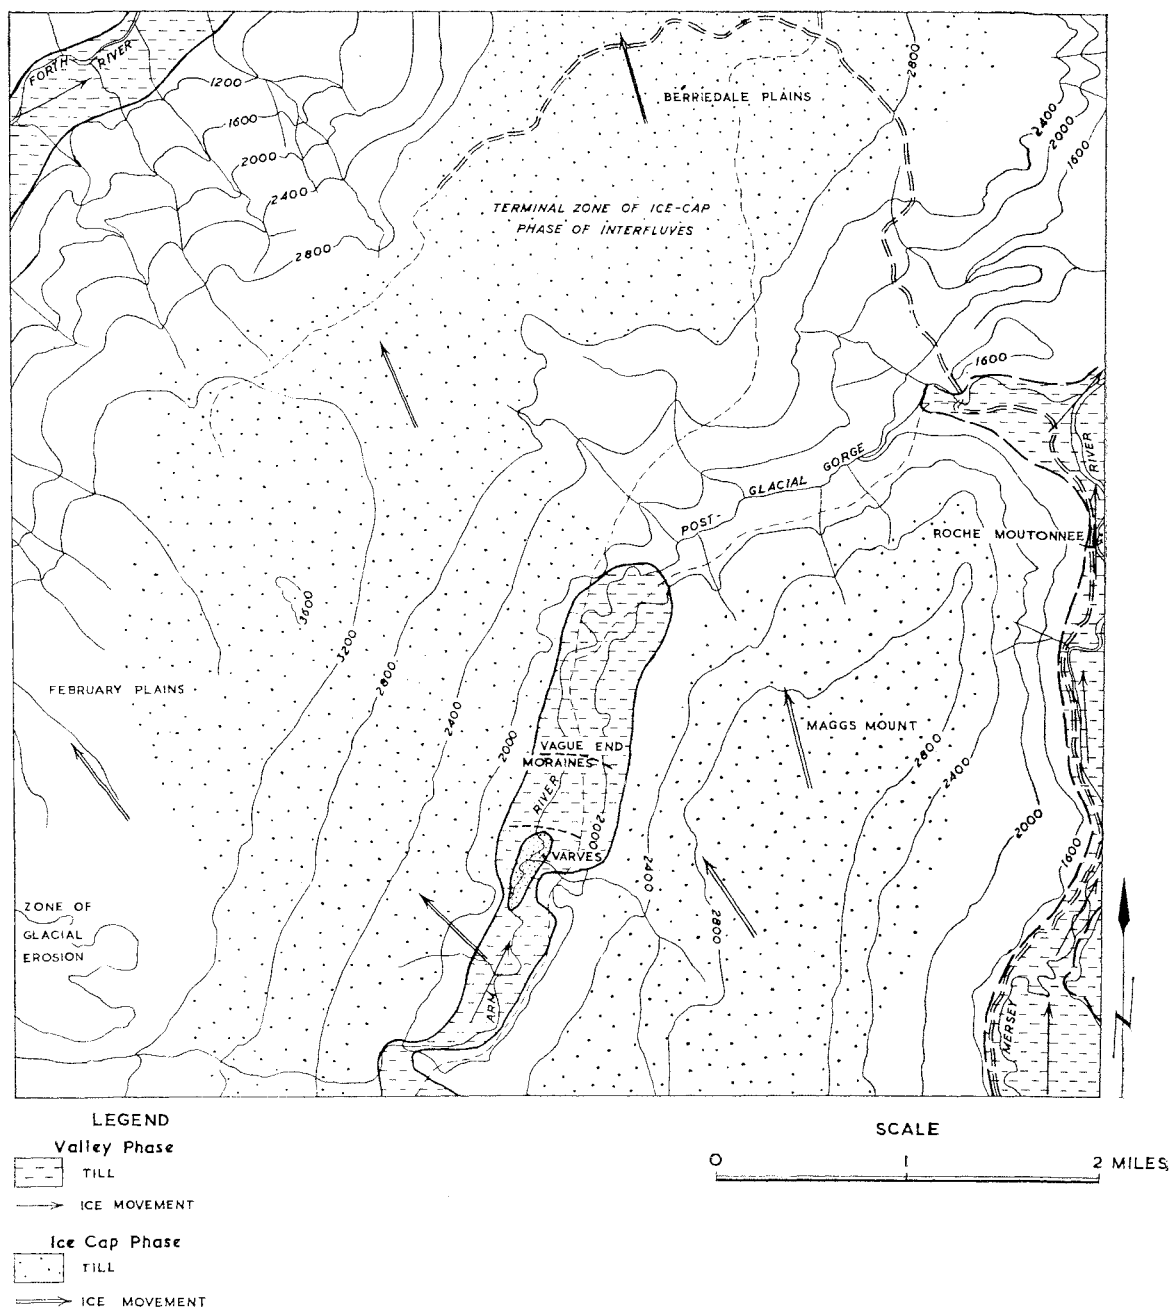 FORTH RIVER
1200
1600
2000
2400
2800
2800
2400
2000
1600
BERRIEDALE PLAINS
TERMINAL ZONE OF ICE-CAP
PHASE OF INTERFLUVES
1600
RIVER
POST- GLACIAL GORGE
ROCHE MOUTONNEE
3600
3200
2800
2400
2000
FEBRUARY PLAINS
MAGGS MOUNT
VAGUE END
MORAINES
RIVER
2000
VARVES
2400
2800
2800
2400
2000
1600
ZONE OF
GLACIAL
EROSION
ARM
MERSEY
LEGEND
Valley Phase
TILL
ICE MOVEMENT
Ice Cap Phase
TILL
ICE MOVEMENT
SCALE
0 1 2 MILES